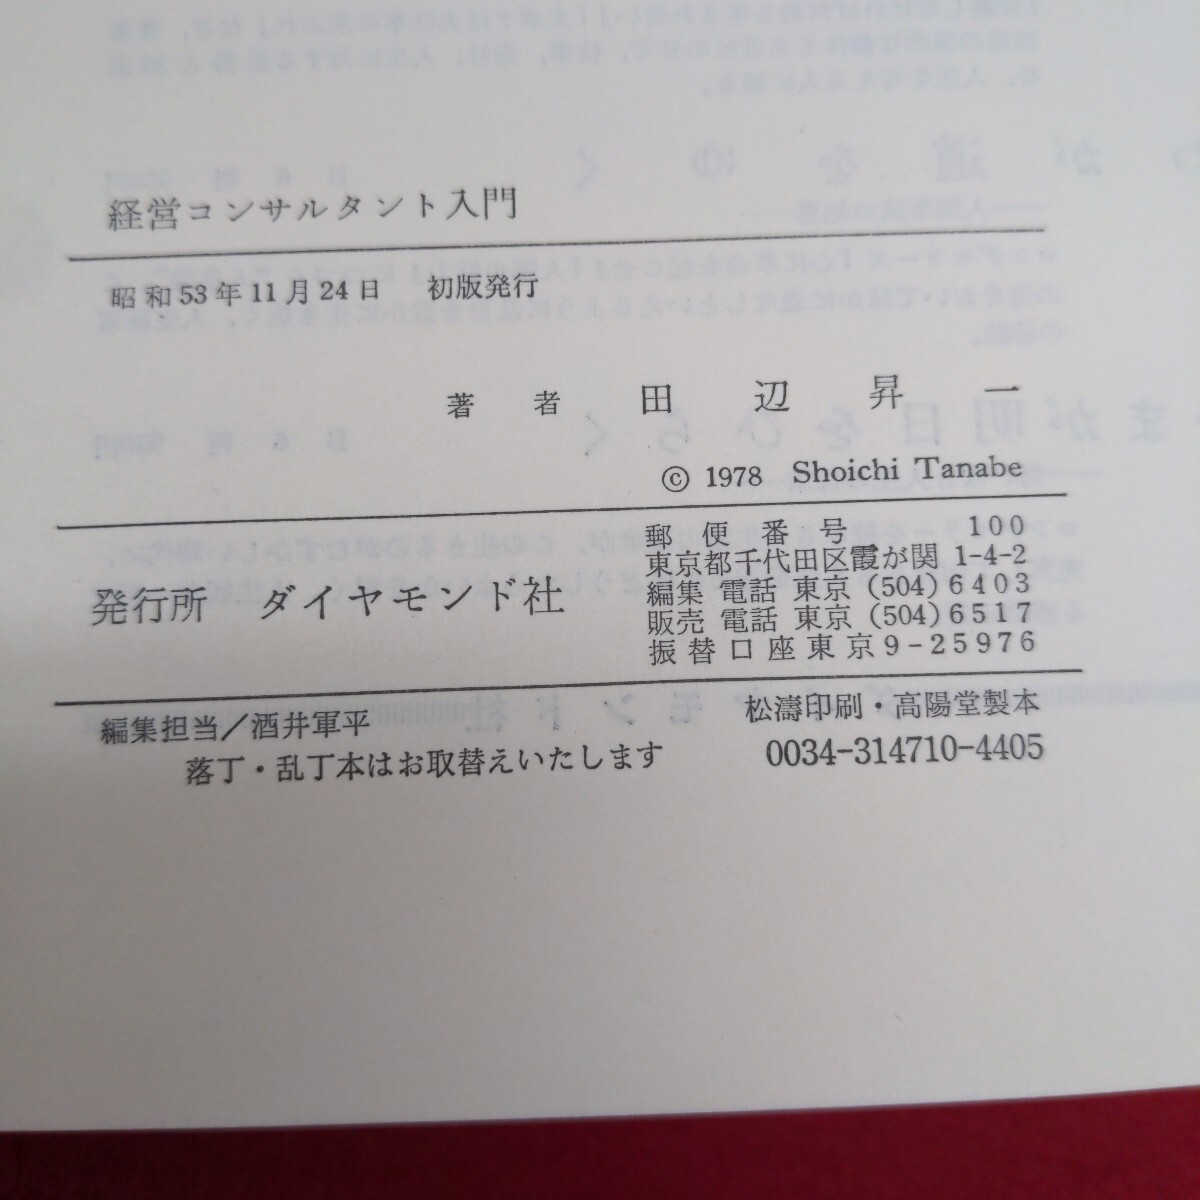 経営コンサルタント入門
昭和53年11月24日 初版発行
著者 田辺昇一
© 1978 Shoichi Tanabe
発行所 ダイヤモンド社
郵便番号 100
東京都千代田区霞が関 1-4-2
編集 電話 東京 (504) 6403
販売 電話 東京 (504) 6517
振替口座東京 9-25976
編集担当/酒井軍平
松濤印刷・高陽堂製本
落丁・乱丁本はお取替えいたします
0034-314710-4405